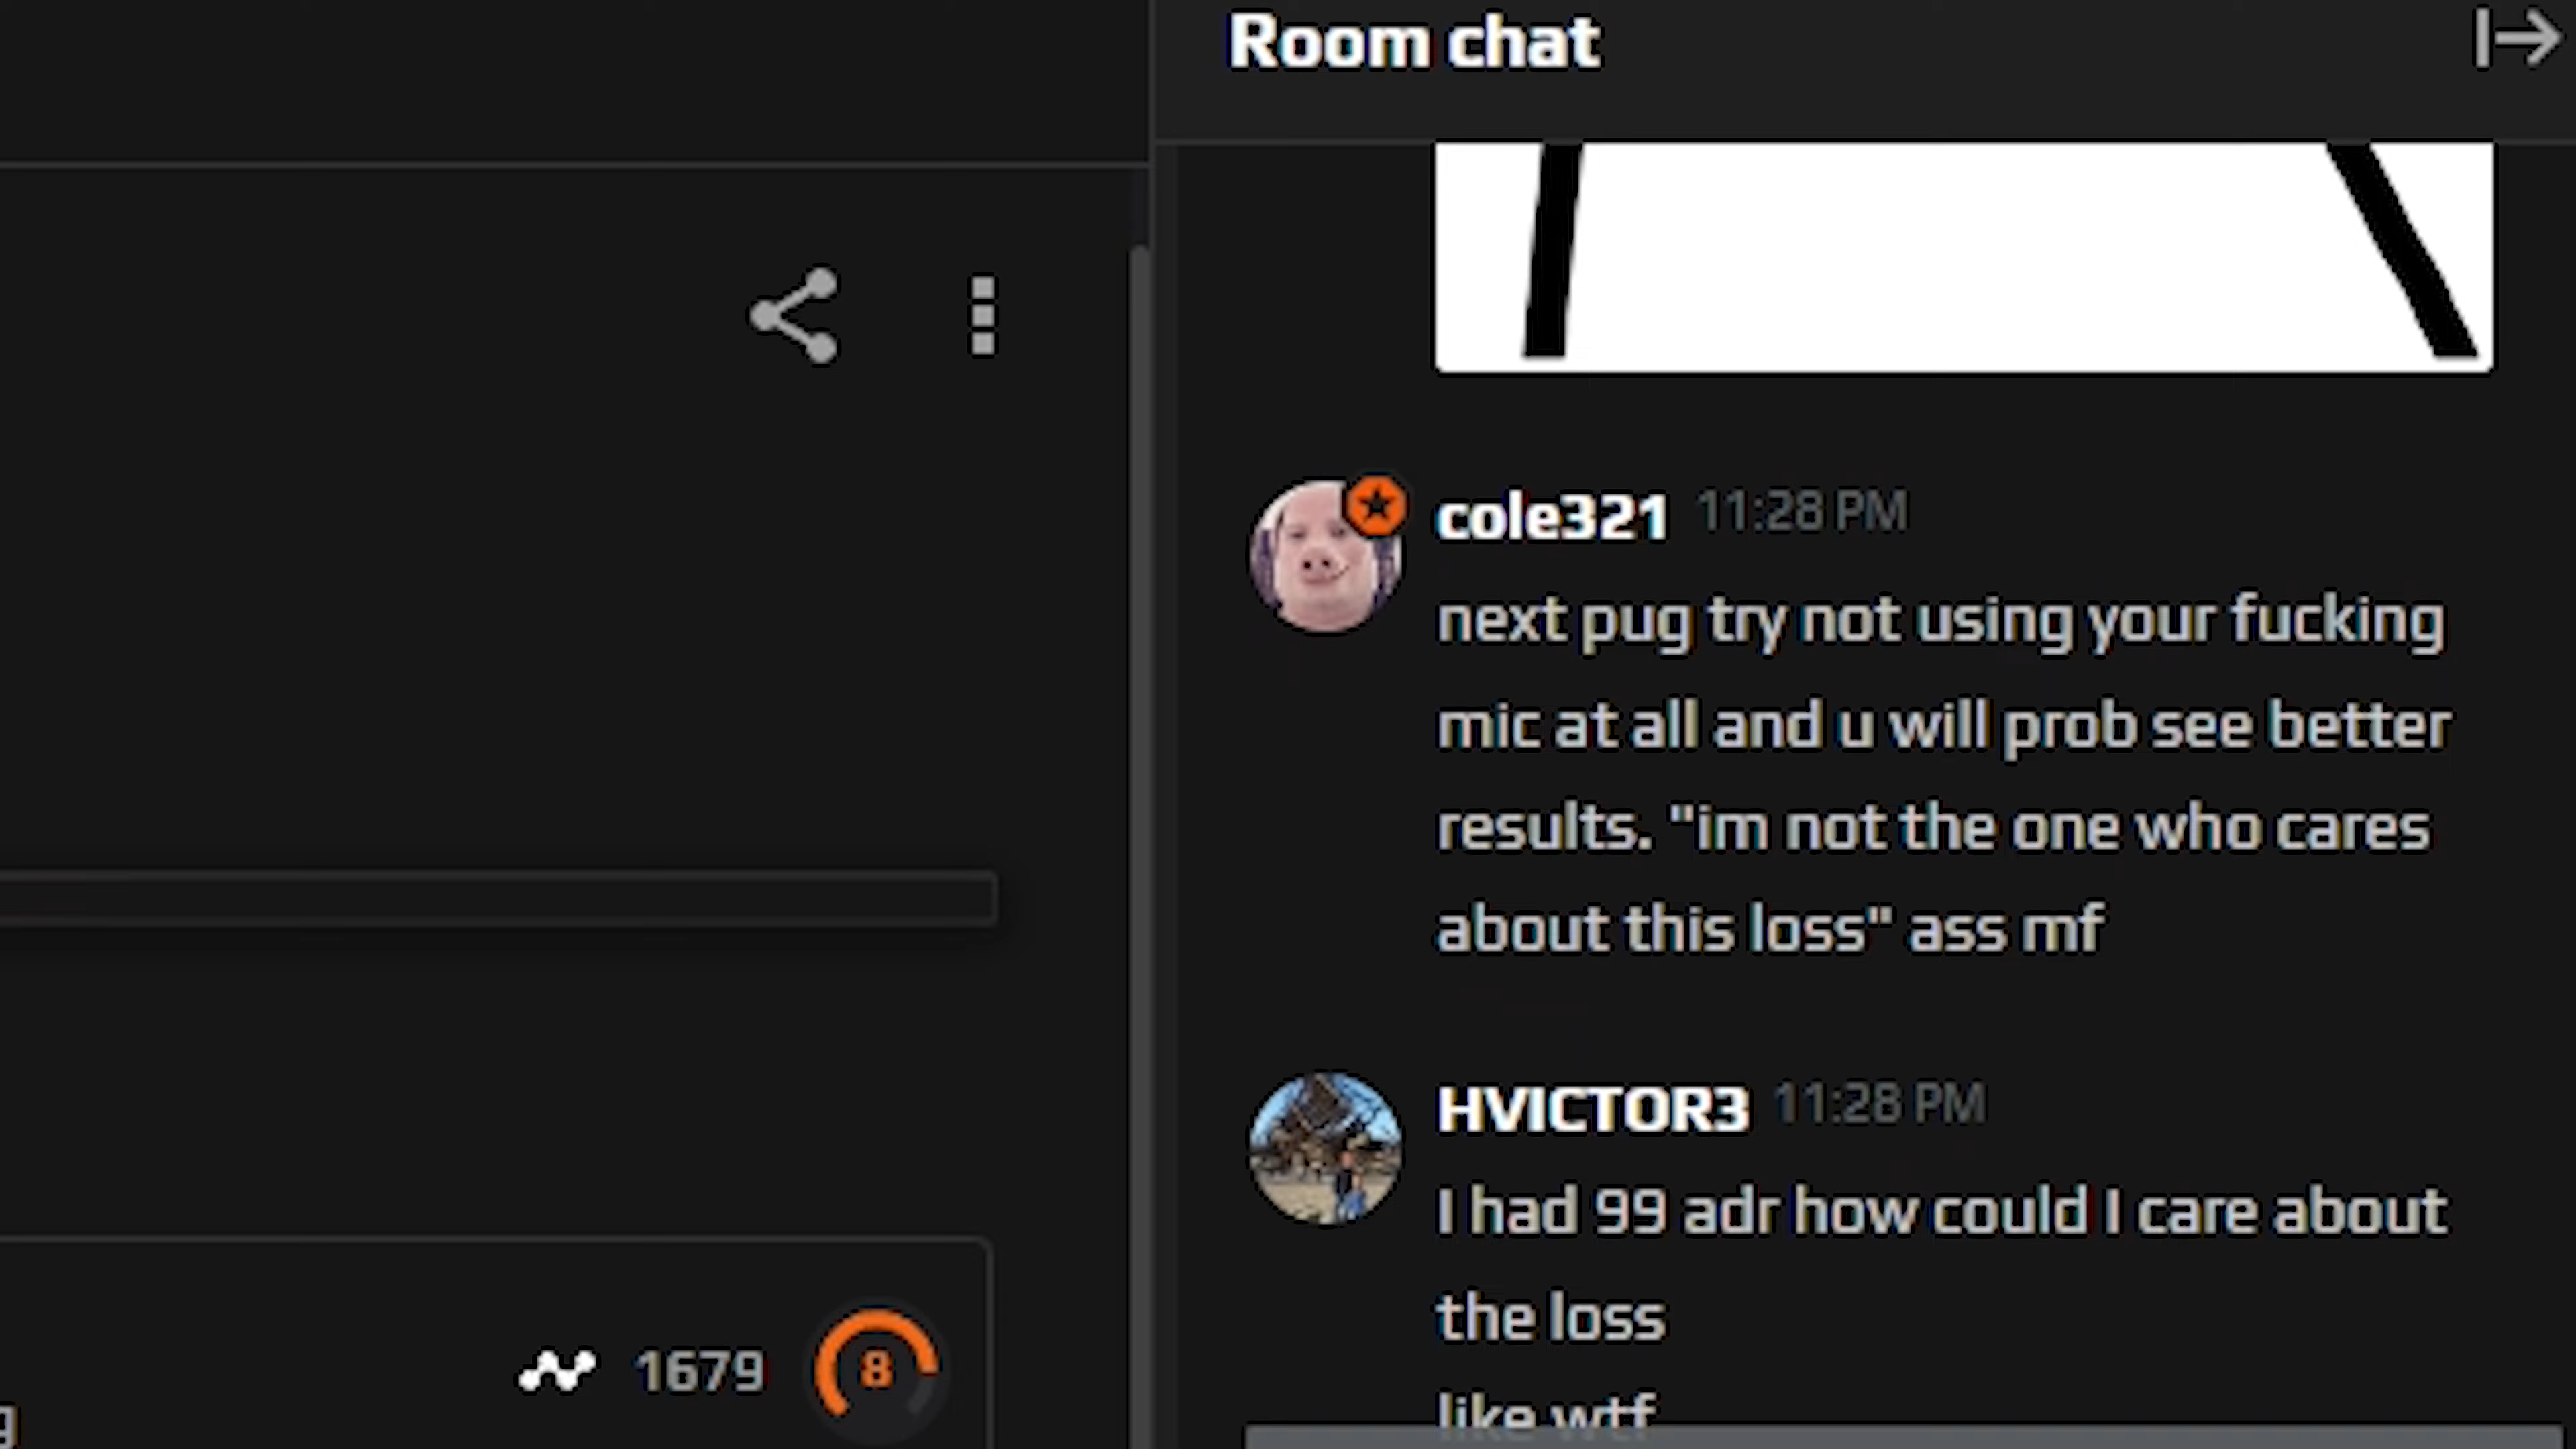 Room chat
cole321 11:28 PM
next pug try not using your fucking
mic at all and u will prob see better
results. "im not the one who cares
about this loss" ass mf
HVICTOR3 11:28 PM
I had 99 adr how could I care about
the loss
like wtf
1679 8
g